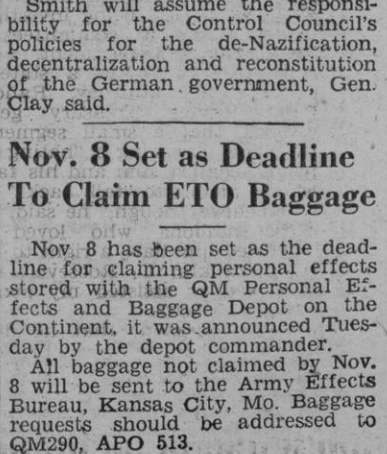 Smith will assume the responsi-
bility for the Control Council's
policies for the de-Nazification,
decentralization and reconstitution
of the German government, Gen.
Clay said.
Nov. 8 Set as Deadline
To Claim ETO Baggage
Nov. 8 has been set as the dead-
line for claiming personal effects
stored with the QM Personal Ef-
fects and Baggage Depot on the
Continent, it was announced Tues-
day by the depot commander.
All baggage not claimed by Nov.
8 will be sent to the Army Effects
Bureau, Kansas City, Mo. Baggage
requests should be addressed to
QM290, APO 513.